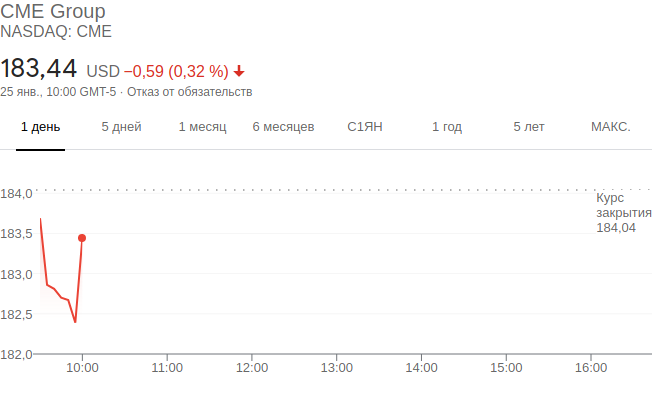 CME Group
NASDAQ: CME
183,44 USD −0,59 (0,32 %)
25 янв., 10:00 GMT-5 · Отказ от обязательств
1 день 5 дней 1 месяц 6 месяцев С1ЯН 1 год 5 лет МАКС.
184,0
Курс
закрытия
184,04
183,5
183,0
182,5
182,0
10:00 11:00 12:00 13:00 14:00 15:00 16:00